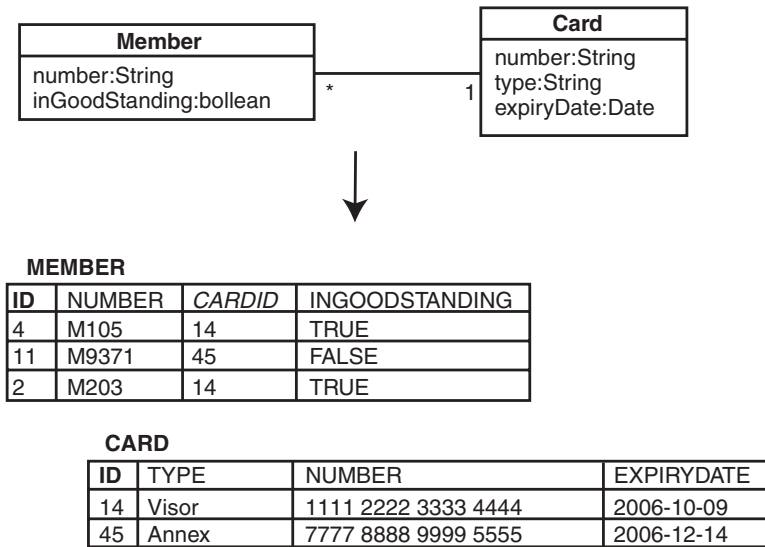 Member
number:String
inGoodStanding:bollean
*
1
Card
number:String
type:String
expiryDate:Date
MEMBER
ID NUMBER CARDID INGOODSTANDING
4 M105 14 TRUE
11 M9371 45 FALSE
2 M203 14 TRUE
CARD
ID TYPE NUMBER EXPIRYDATE
14 Visor 1111 2222 3333 4444 2006-10-09
45 Annex 7777 8888 9999 5555 2006-12-14